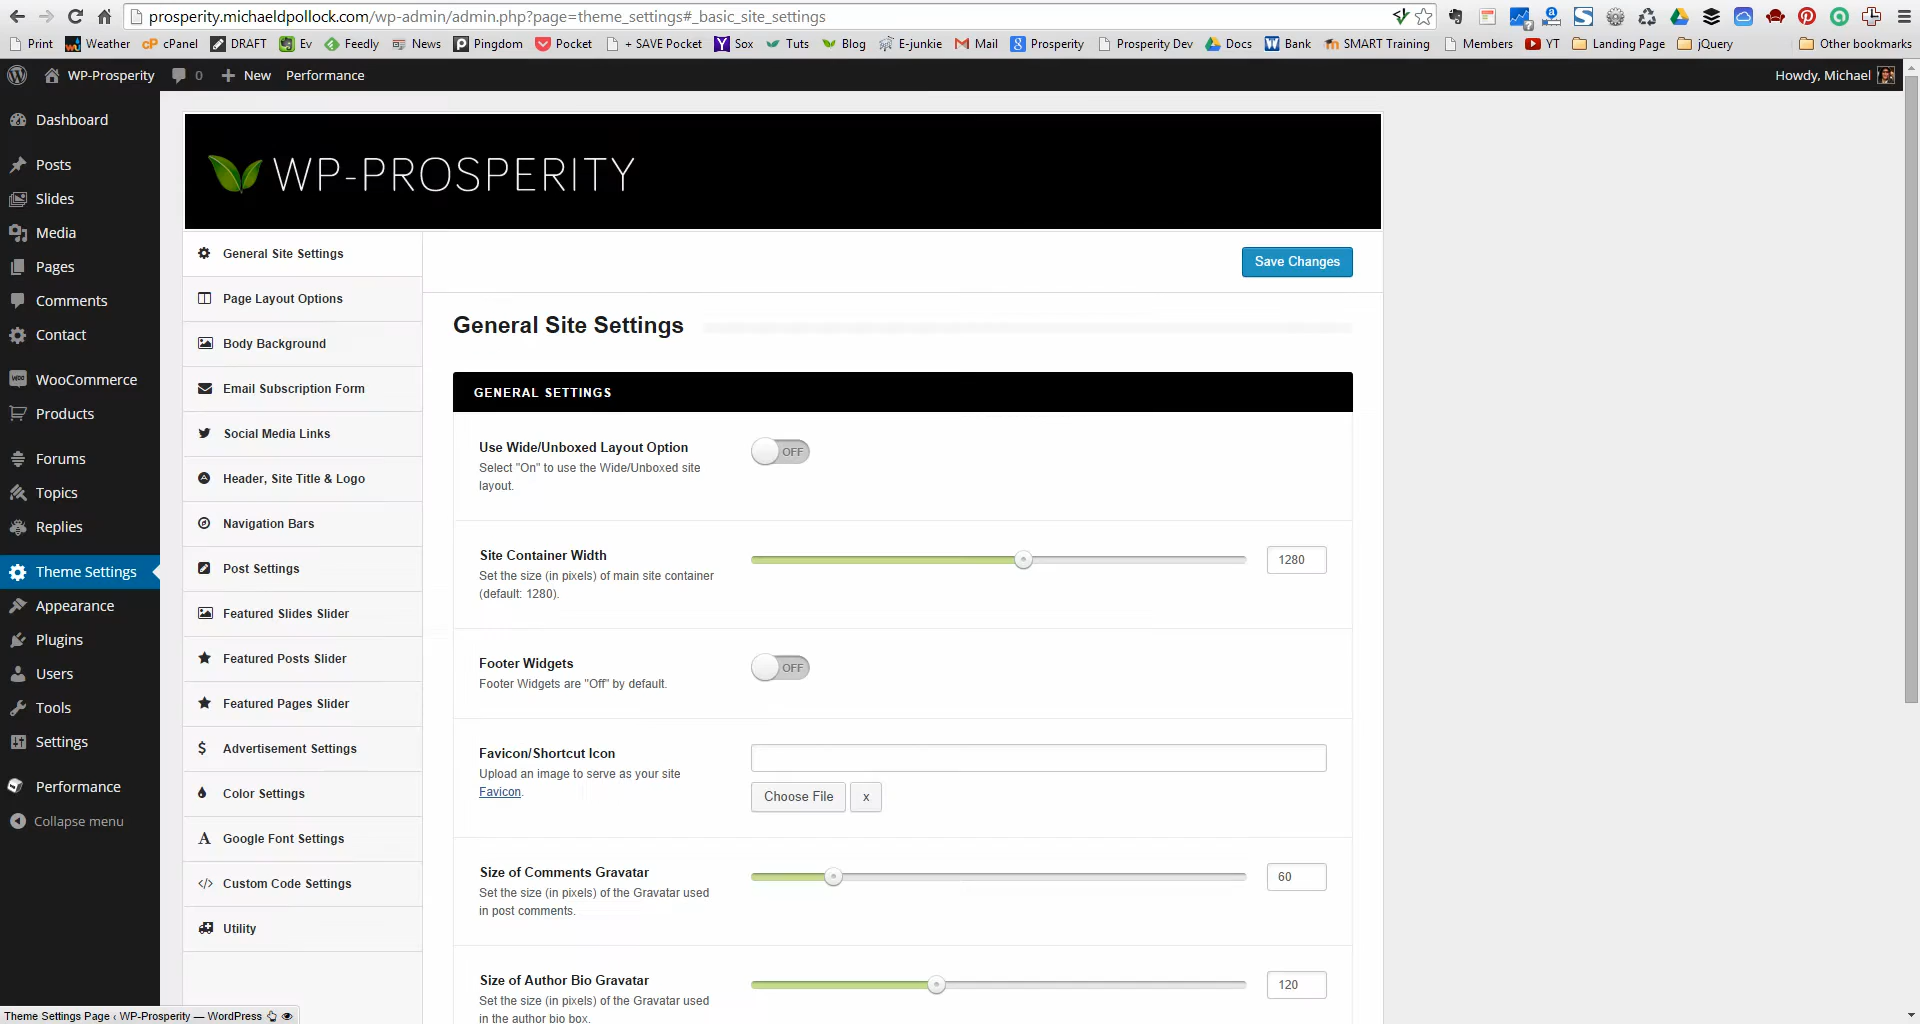 prosperity.michaeldpollock.com/wp-admin/admin.php?page=theme_settings#_basic_site_settings
Print Weather cP cPanel DRAFT Ev Feedly News Pingdom Pocket + SAVE Pocket Sox Tuts Blog E-junkie Mail Prosperity Prosperity Dev Docs Bank SMART Training Members YT Landing Page jQuery Other bookmarks
WP-Prosperity 0 + New Performance Howdy, Michael
Dashboard
Posts
Slides
Media
Pages
Comments
Contact
WooCommerce
Products
Forums
Topics
Replies
Theme Settings
Appearance
Plugins
Users
Tools
Settings
Performance
Collapse menu
WP-PROSPERITY
General Site Settings
Page Layout Options
Body Background
Email Subscription Form
Social Media Links
Header, Site Title & Logo
Navigation Bars
Post Settings
Featured Slides Slider
Featured Posts Slider
Featured Pages Slider
Advertisement Settings
Color Settings
Google Font Settings
Custom Code Settings
Utility
Save Changes
General Site Settings
GENERAL SETTINGS
Use Wide/Unboxed Layout Option
OFF
Select "On" to use the Wide/Unboxed site
layout.
Site Container Width
1280
Set the size (in pixels) of main site container
(default: 1280).
Footer Widgets
OFF
Footer Widgets are "Off" by default.
Favicon/Shortcut Icon
Upload an image to serve as your site
Favicon.
Choose File x
Size of Comments Gravatar
60
Set the size (in pixels) of the Gravatar used
in post comments.
Size of Author Bio Gravatar
120
Set the size (in pixels) of the Gravatar used
in the author bio box.
Theme Settings Page ‹ WP-Prosperity — WordPress